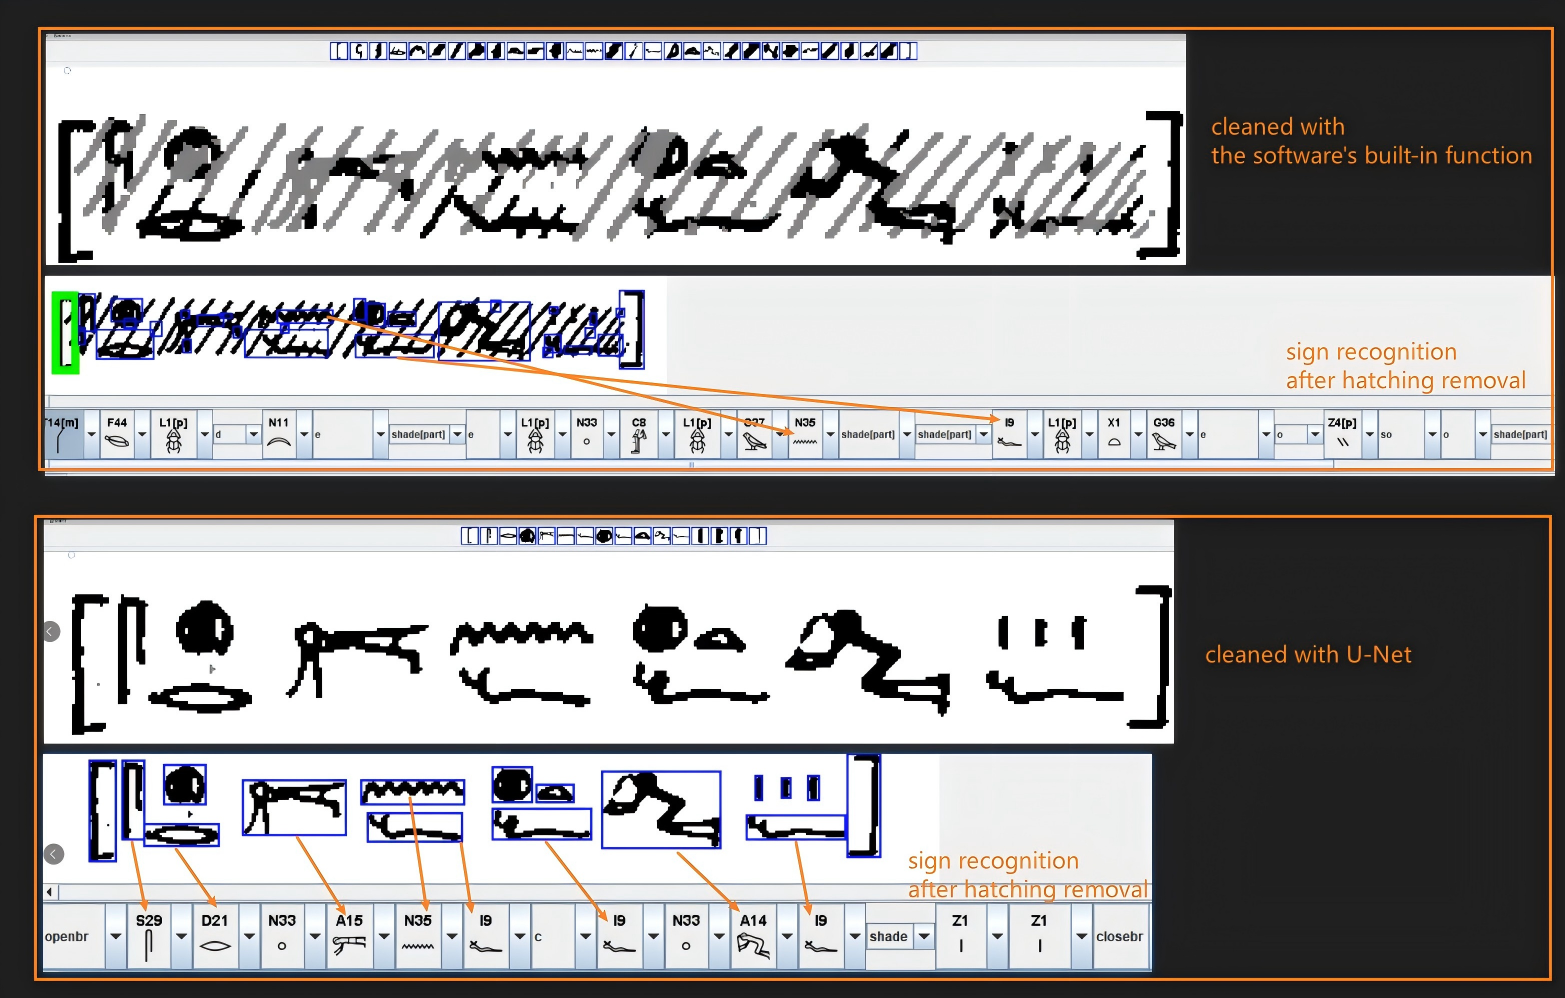 cleaned with
the software's built-in function
sign recognition
after hatching removal
T14[m] F44 L1[p] d N11 e shade[part] e L1[p] N33 C8 L1[p] G37 N35 shade[part] shade[part] I9 L1[p] X1 G36 e o Z4[p] so o shade[part]
[𓋴𓐍𓂋𓀒𓈖𓆑𓐍𓏏𓆑𓀐𓏥𓆑]
cleaned with U-Net
[𓋴𓐍𓂋𓀒𓈖𓆑𓐍𓏏𓆑𓀐𓏥𓆑]
sign recognition
after hatching removal
openbr S29 D21 N33 A15 N35 I9 c I9 N33 A14 I9 shade Z1 Z1 closebr